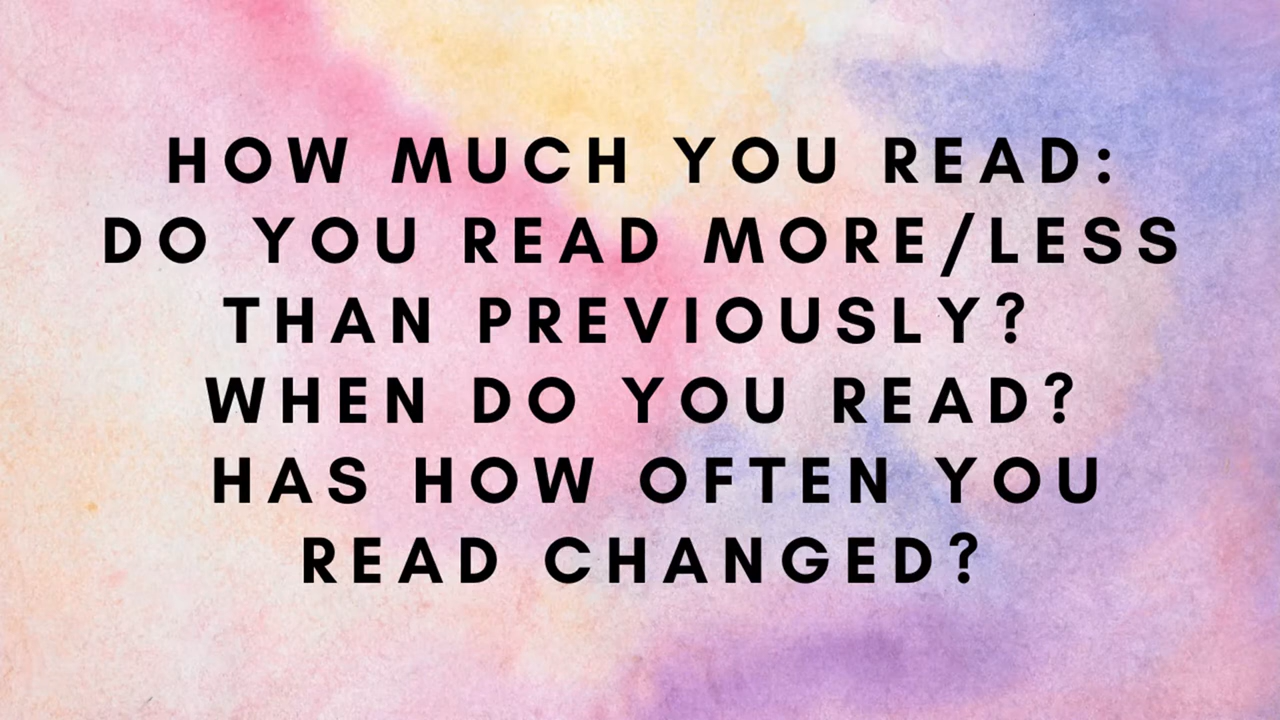 HOW MUCH YOU READ:
DO YOU READ MORE/LESS
THAN PREVIOUSLY?
WHEN DO YOU READ?
HAS HOW OFTEN YOU
READ CHANGED?